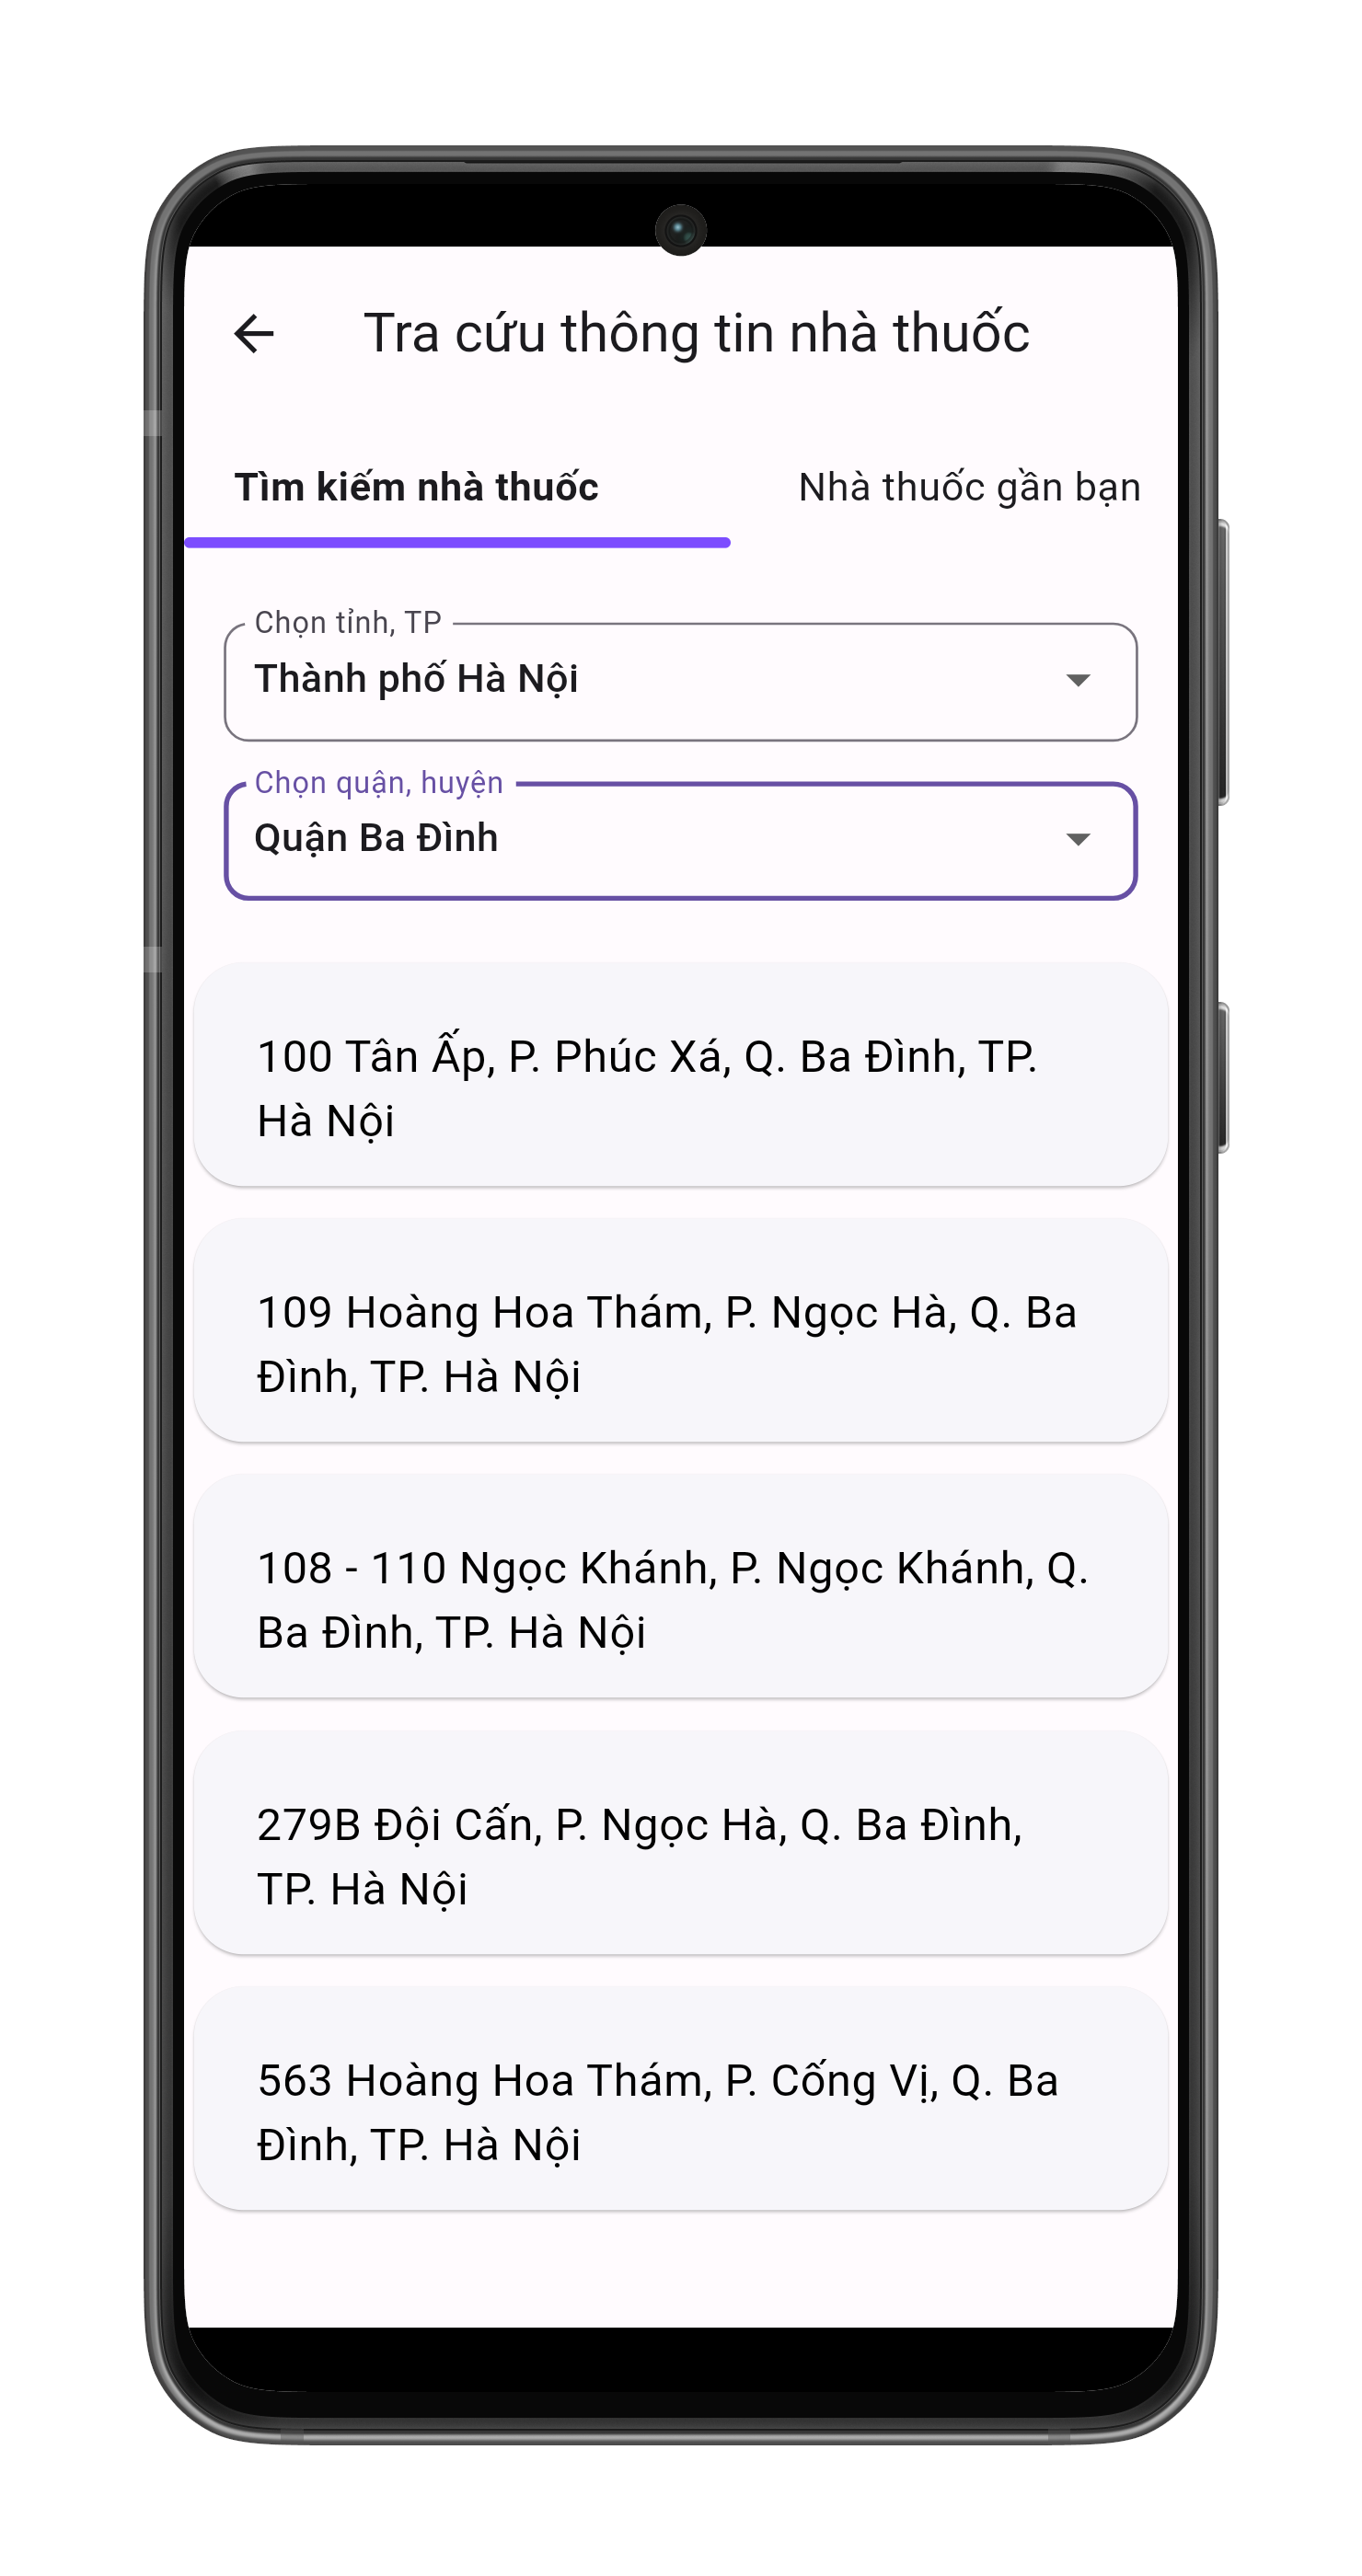 Tra cứu thông tin nhà thuốc
Tìm kiếm nhà thuốc
Nhà thuốc gần bạn
Chọn tỉnh, TP
Thành phố Hà Nội
Chọn quận, huyện
Quận Ba Đình
100 Tân Ấp, P. Phúc Xá, Q. Ba Đình, TP.
Hà Nội
109 Hoàng Hoa Thám, P. Ngọc Hà, Q. Ba
Đình, TP. Hà Nội
108 - 110 Ngọc Khánh, P. Ngọc Khánh, Q.
Ba Đình, TP. Hà Nội
279B Đội Cấn, P. Ngọc Hà, Q. Ba Đình,
TP. Hà Nội
563 Hoàng Hoa Thám, P. Cống Vị, Q. Ba
Đình, TP. Hà Nội